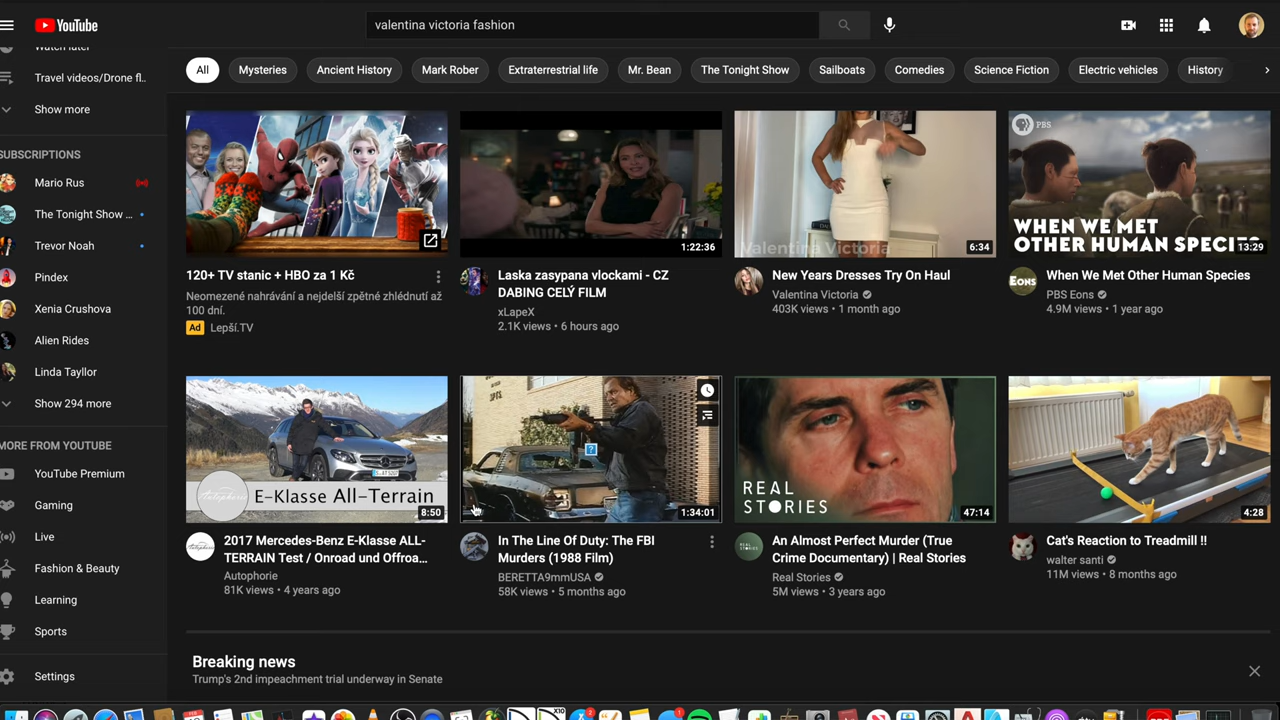 YouTube
valentina victoria fashion
Watch later
Travel videos/Drone fl..
Show more
SUBSCRIPTIONS
Mario Rus
The Tonight Show ...
Trevor Noah
Pindex
Xenia Crushova
Alien Rides
Linda Tayllor
Show 294 more
MORE FROM YOUTUBE
YouTube Premium
Gaming
Live
Fashion & Beauty
Learning
Sports
Settings
All
Mysteries
Ancient History
Mark Rober
Extraterrestrial life
Mr. Bean
The Tonight Show
Sailboats
Comedies
Science Fiction
Electric vehicles
History
120+ TV stanic + HBO za 1 Kč
Neomezené nahrávání a nejdelší zpětné zhlédnutí až
100 dní.
Ad Lepší.TV
1:22:36
Laska zasypana vlockami - CZ
DABING CELÝ FILM
xLapeX
2.1K views • 6 hours ago
Valentina Victoria
6:34
New Years Dresses Try On Haul
Valentina Victoria
403K views • 1 month ago
PBS
WHEN WE MET
OTHER HUMAN SPECIES
13:29
EONS
When We Met Other Human Species
PBS Eons
4.9M views • 1 year ago
Autophorie
E-Klasse All-Terrain
8:50
2017 Mercedes-Benz E-Klasse ALL-
TERRAIN Test / Onroad und Offroa...
Autophorie
81K views • 4 years ago
1:34:01
In The Line Of Duty: The FBI
Murders (1988 Film)
BERETTA9mmUSA
58K views • 5 months ago
REAL
STORIES
47:14
An Almost Perfect Murder (True
Crime Documentary) | Real Stories
Real Stories
5M views • 3 years ago
4:28
Cat's Reaction to Treadmill !!
walter santi
11M views • 8 months ago
Breaking news
Trump's 2nd impeachment trial underway in Senate